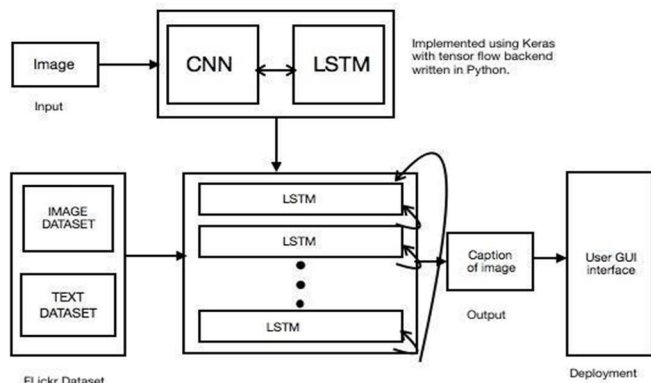 Image
Input
CNN
LSTM
Implemented using Keras
with tensor flow backend
written in Python.
IMAGE
DATASET
TEXT
DATASET
FLickr Dataset
LSTM
LSTM
LSTM
Caption
of image
Output
User GUI
interface
Deployment